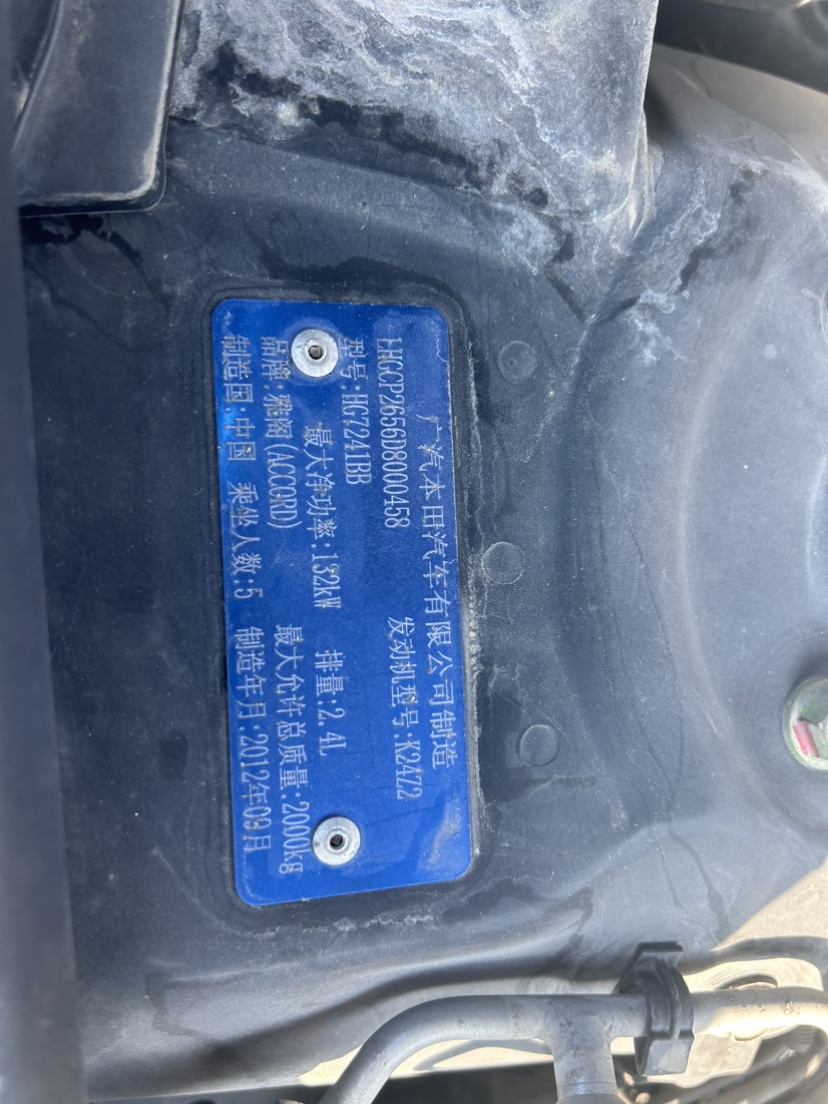 广汽本田汽车有限公司制造
LHGCP2656D8000458 发动机型号:K24Z2
型号:HG7241BB
最大净功率:132kW 排量:2.4L
品牌:雅阁(ACCORD) 最大允许总质量:2000kg
制造国:中国 乘坐人数:5 制造年月:2012年09月